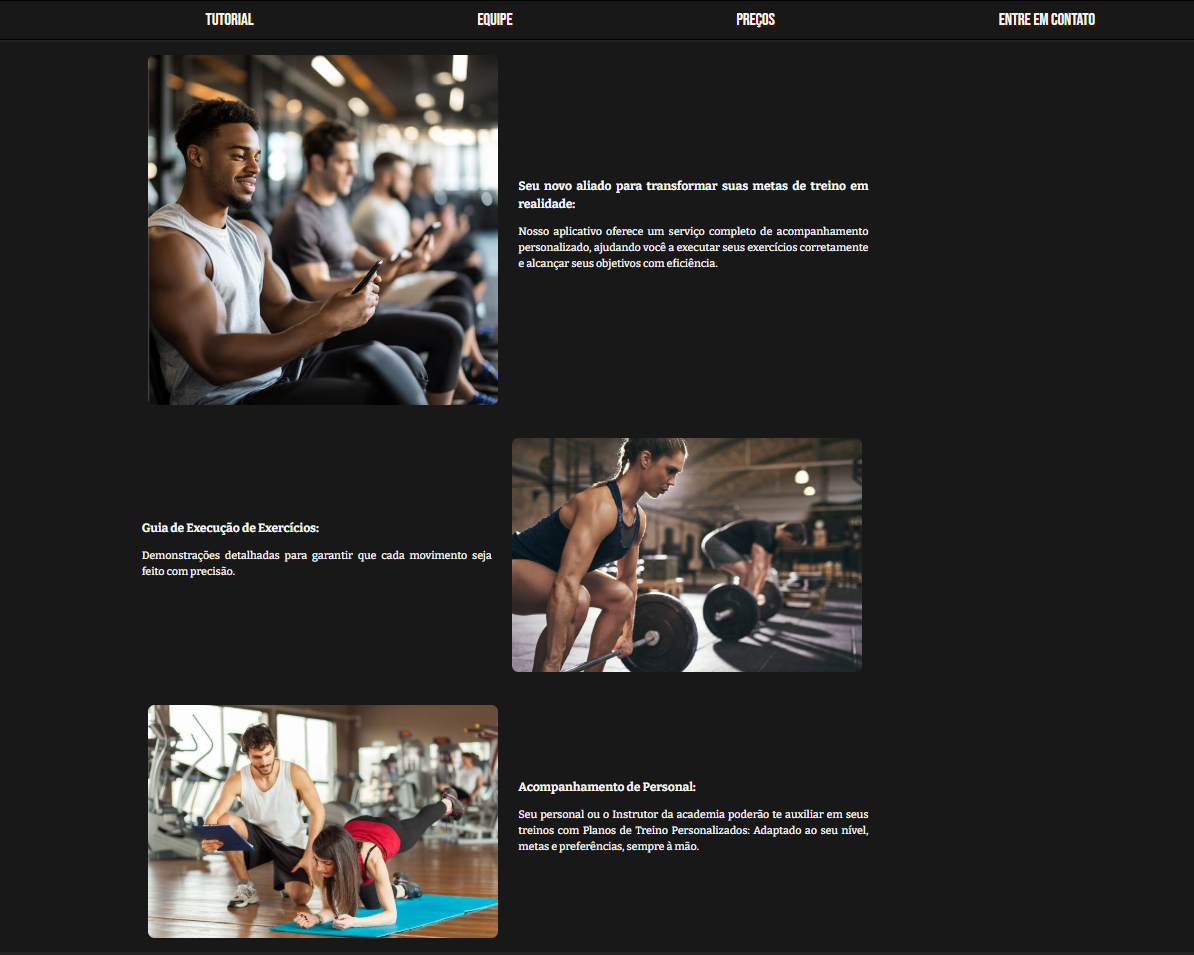 TUTORIAL EQUIPE PREÇOS ENTRE EM CONTATO
Seu novo aliado para transformar suas metas de treino em
realidade:
Nosso aplicativo oferece um serviço completo de acompanhamento
personalizado, ajudando você a executar seus exercícios corretamente
e alcançar seus objetivos com eficiência.
Guia de Execução de Exercícios:
Demonstrações detalhadas para garantir que cada movimento seja
feito com precisão.
Acompanhamento de Personal:
Seu personal ou o Instrutor da academia poderão te auxiliar em seus
treinos com Planos de Treino Personalizados: Adaptado ao seu nível,
metas e preferências, sempre à mão.